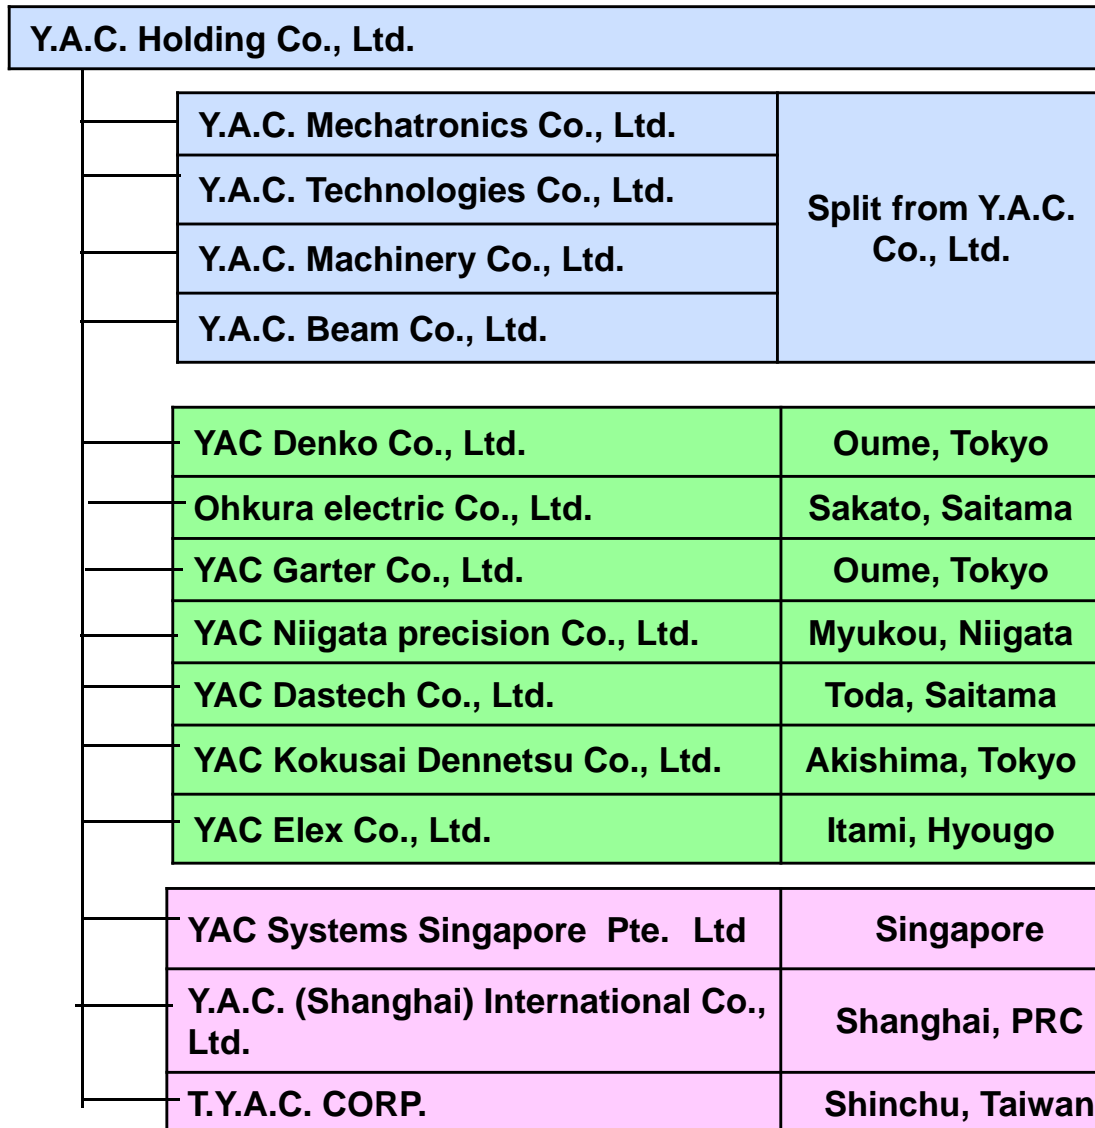 Y.A.C. Holding Co., Ltd.
Y.A.C. Mechatronics Co., Ltd.
Y.A.C. Technologies Co., Ltd.
Y.A.C. Machinery Co., Ltd.
Y.A.C. Beam Co., Ltd.
Split from Y.A.C.
Co., Ltd.
YAC Denko Co., Ltd. Oume, Tokyo
Ohkura electric Co., Ltd. Sakato, Saitama
YAC Garter Co., Ltd. Oume, Tokyo
YAC Niigata precision Co., Ltd. Myukou, Niigata
YAC Dastech Co., Ltd. Toda, Saitama
YAC Kokusai Dennetsu Co., Ltd. Akishima, Tokyo
YAC Elex Co., Ltd. Itami, Hyougo
YAC Systems Singapore Pte. Ltd Singapore
Y.A.C. (Shanghai) International Co.,
Ltd. Shanghai, PRC
T.Y.A.C. CORP. Shinchu, Taiwan